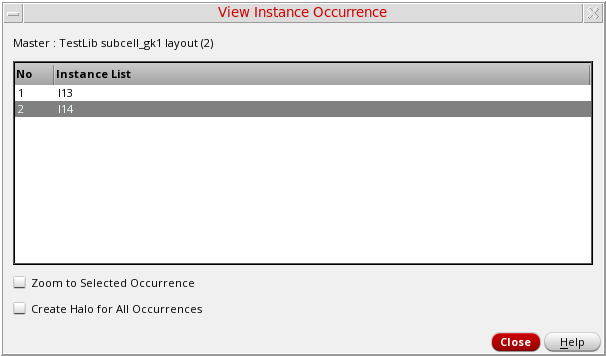 View Instance Occurrence
Master : TestLib subcell_gk1 layout (2)
No Instance List
1 I13
2 I14
Zoom to Selected Occurrence
Create Halo for All Occurrences
Close Help